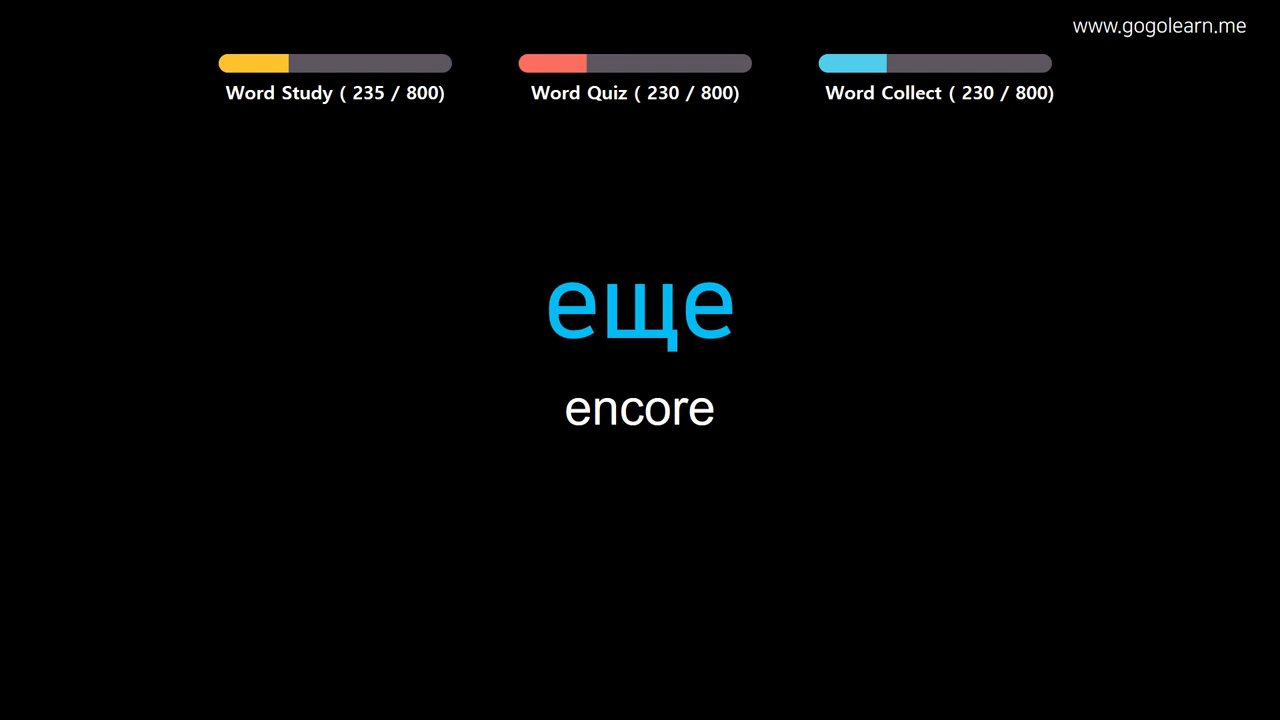 www.gogolearn.me
Word Study ( 235 / 800)
Word Quiz ( 230 / 800)
Word Collect ( 230 / 800)
еще
encore